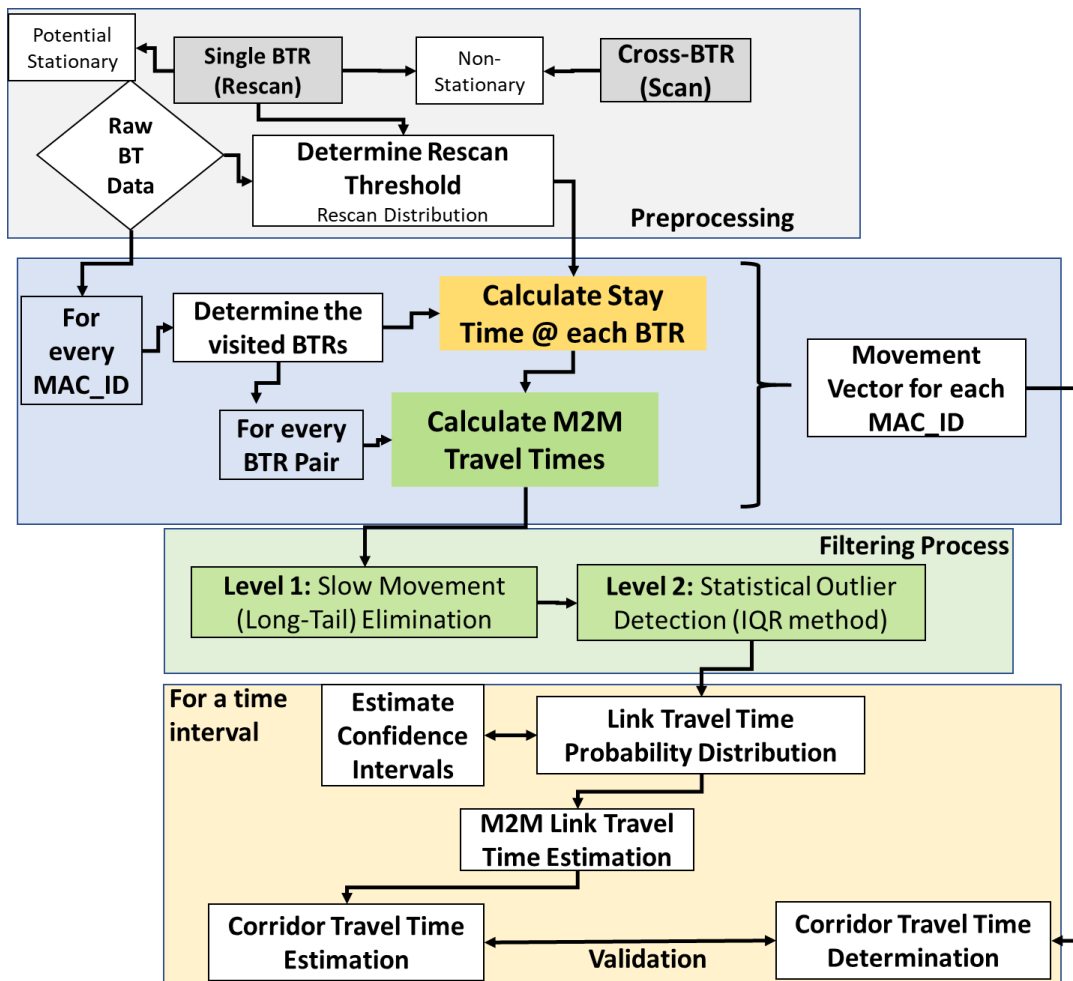 Potential
Stationary
Single BTR
(Rescan)
Non-
Stationary
Cross-BTR
(Scan)
Raw
BT
Data
Determine Rescan
Threshold
Rescan Distribution
Preprocessing
For
every
MAC_ID
Determine the
visited BTRs
Calculate Stay
Time @ each BTR
For every
BTR Pair
Calculate M2M
Travel Times
Movement
Vector for each
MAC_ID
Filtering Process
Level 1: Slow Movement
(Long-Tail) Elimination
Level 2: Statistical Outlier
Detection (IQR method)
For a time
interval
Estimate
Confidence
Intervals
Link Travel Time
Probability Distribution
M2M Link Travel
Time Estimation
Corridor Travel Time
Estimation
Validation
Corridor Travel Time
Determination